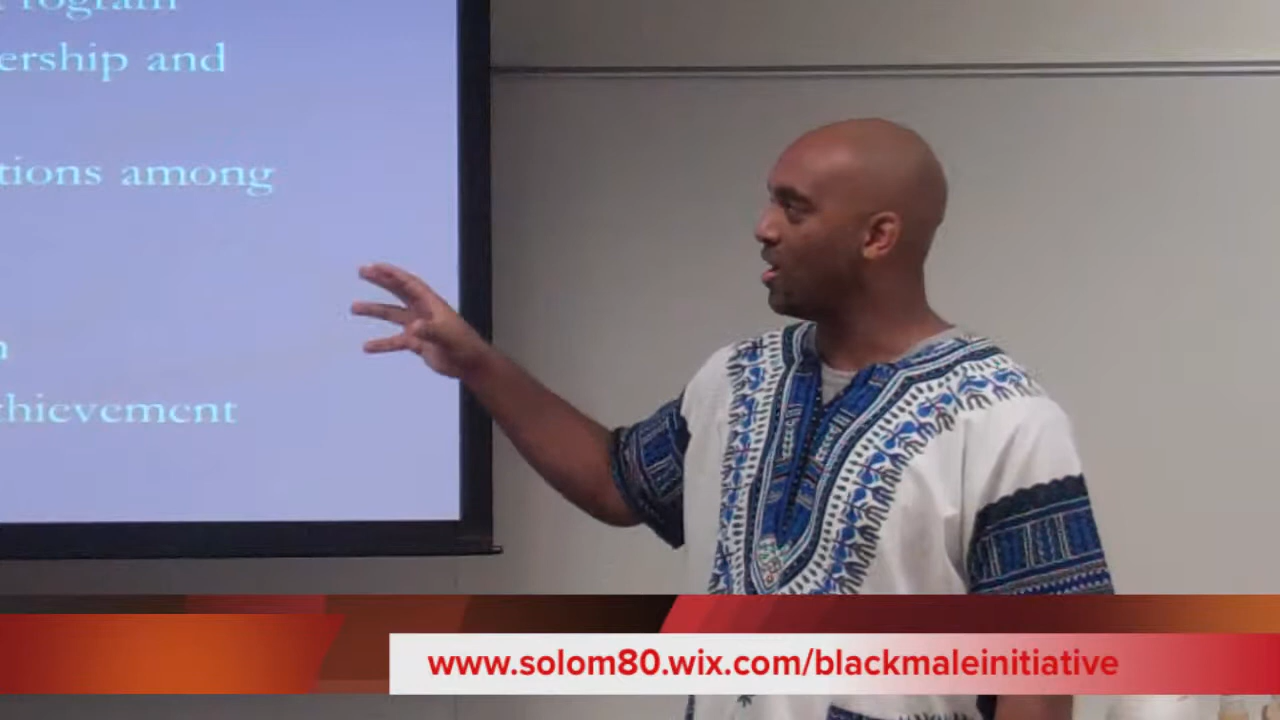 ership and
tions among
n
chievement
www.solom80.wix.com/blackmaleinitiative